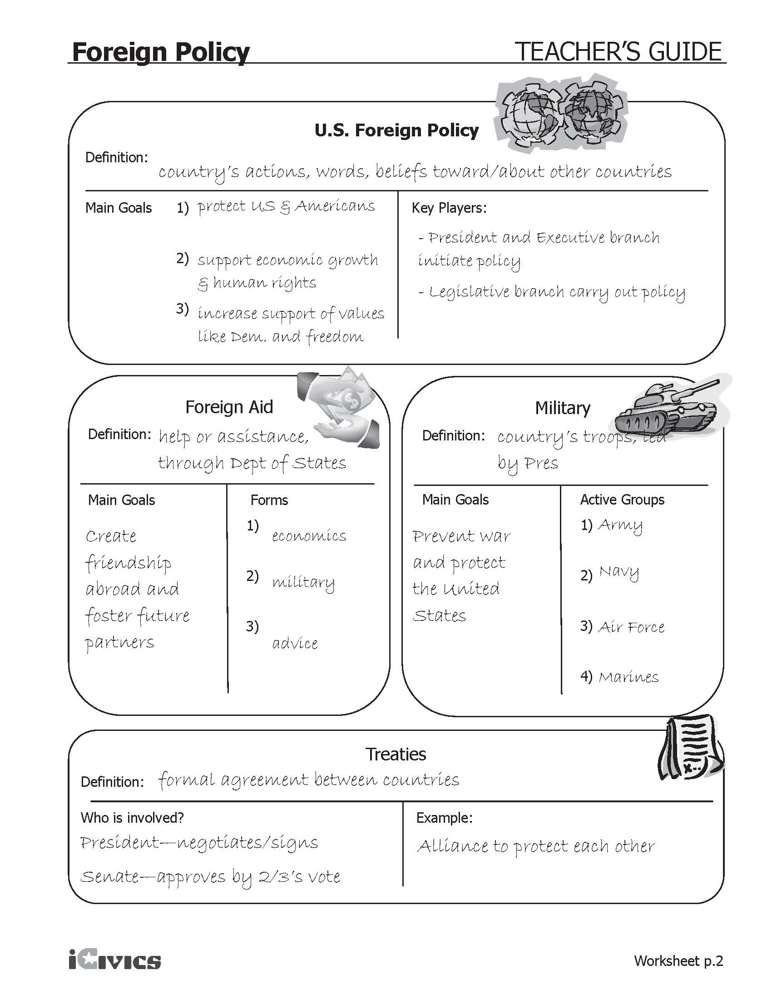 Foreign Policy TEACHER'S GUIDE
U.S. Foreign Policy
Definition:
country's actions, words, beliefs toward/about other countries
Main Goals
1) protect US & Americans
2) support economic growth
& human rights
3) increase support of values
like Dem. and freedom
Key Players:
- President and Executive branch
initiate policy
- Legislative branch carry out policy
Foreign Aid
Definition: help or assistance,
through Dept of States
Main Goals
Create
friendship
abroad and
foster future
partners
Forms
1) economics
2) military
3) advice
Military
Definition: country's troops, led
by Pres
Main Goals
Prevent war
and protect
the United
States
Active Groups
1) Army
2) Navy
3) Air Force
4) Marines
Treaties
Definition: formal agreement between countries
Who is involved?
President—negotiates/signs
Senate—approves by 2/3's vote
Example:
Alliance to protect each other
iCivics
Worksheet p.2